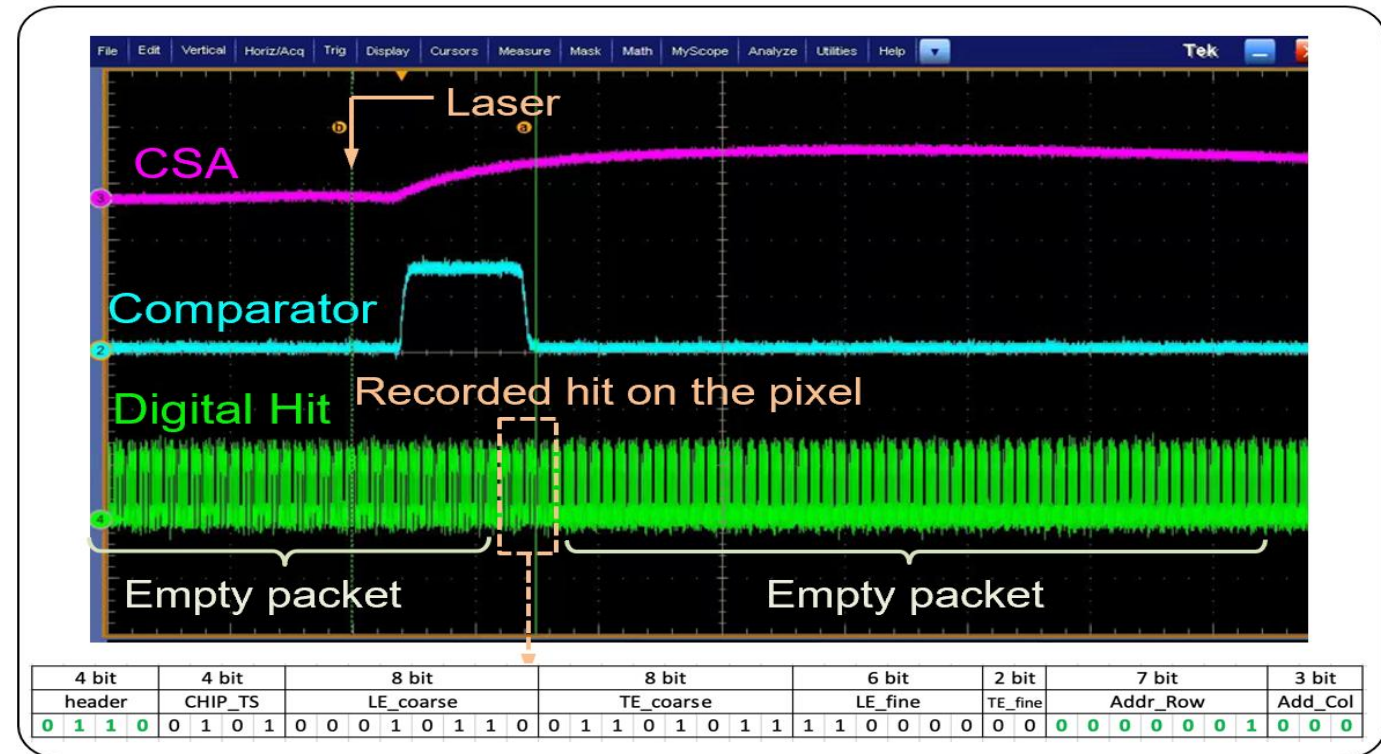 File Edit Vertical Horiz/Acq Trig Display Cursors Measure Mask Math MyScope Analyze Utilities Help Tek
Laser
b a
CSA
3
Comparator
2
Recorded hit on the pixel
Digital Hit
4
Empty packet Empty packet
4 bit 4 bit 8 bit 8 bit 6 bit 2 bit 7 bit 3 bit
header CHIP_TS LE_coarse TE_coarse LE_fine TE_fine Addr_Row Add_Col
0 1 1 0 0 1 0 1 0 0 0 1 0 1 1 0 0 1 1 0 1 0 1 1 1 1 0 0 0 0 0 0 0 0 0 0 0 0 1 0 0 0